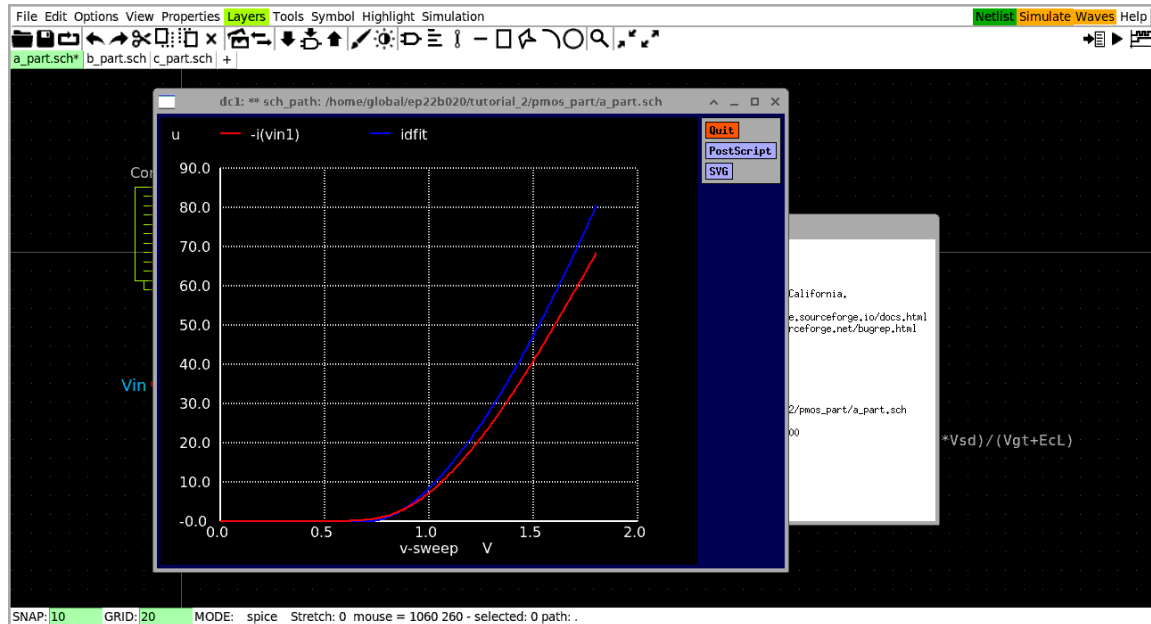 File Edit Options View Properties Layers Tools Symbol Highlight Simulation Netlist Simulate Waves Help
a_part.sch* b_part.sch c_part.sch +
dc1: ** sch_path: /home/global/ep22b020/tutorial_2/pmos_part/a_part.sch
u -i(vin1) idfit
Quit
PostScript
SVG
90.0
80.0
70.0
60.0
50.0
40.0
30.0
20.0
10.0
-0.0
0.0 0.5 1.0 1.5 2.0
v-sweep V
Cor
Vin
California.
e.sourceforge.io/docs.html
rceforge.net/bugrep.html
2/pmos_part/a_part.sch
00
*Vsd)/(Vgt+EcL)
SNAP: 10 GRID: 20 MODE: spice Stretch: 0 mouse = 1060 260 - selected: 0 path: .